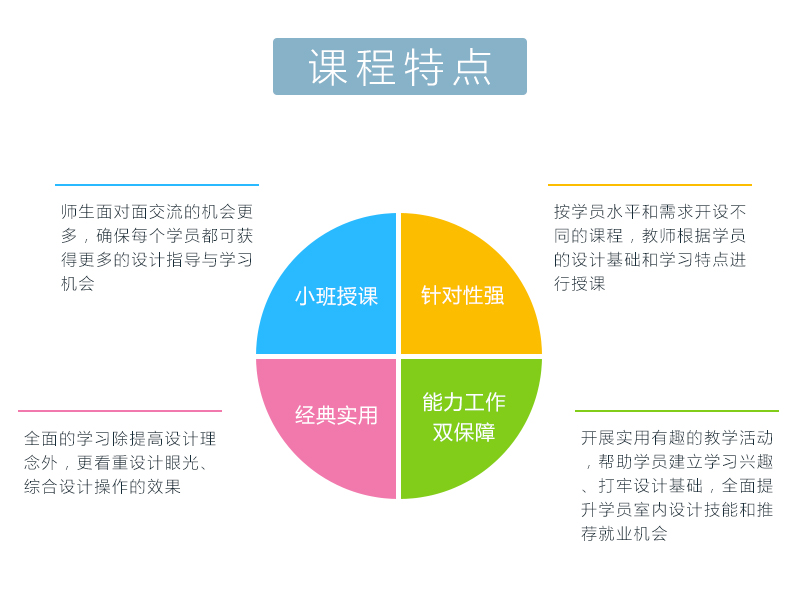 课程特点
师生面对面交流的机会更
多，确保每个学员都可获
得更多的设计指导与学习
机会
按学员水平和需求开设不
同的课程，教师根据学员
的设计基础和学习特点进
行授课
小班授课
针对性强
经典实用
能力工作
双保障
全面的学习除提高设计理
念外，更看重设计眼光、
综合设计操作的效果
开展实用有趣的教学活动
，帮助学员建立学习兴趣
、打牢设计基础，全面提
升学员室内设计技能和推
荐就业机会